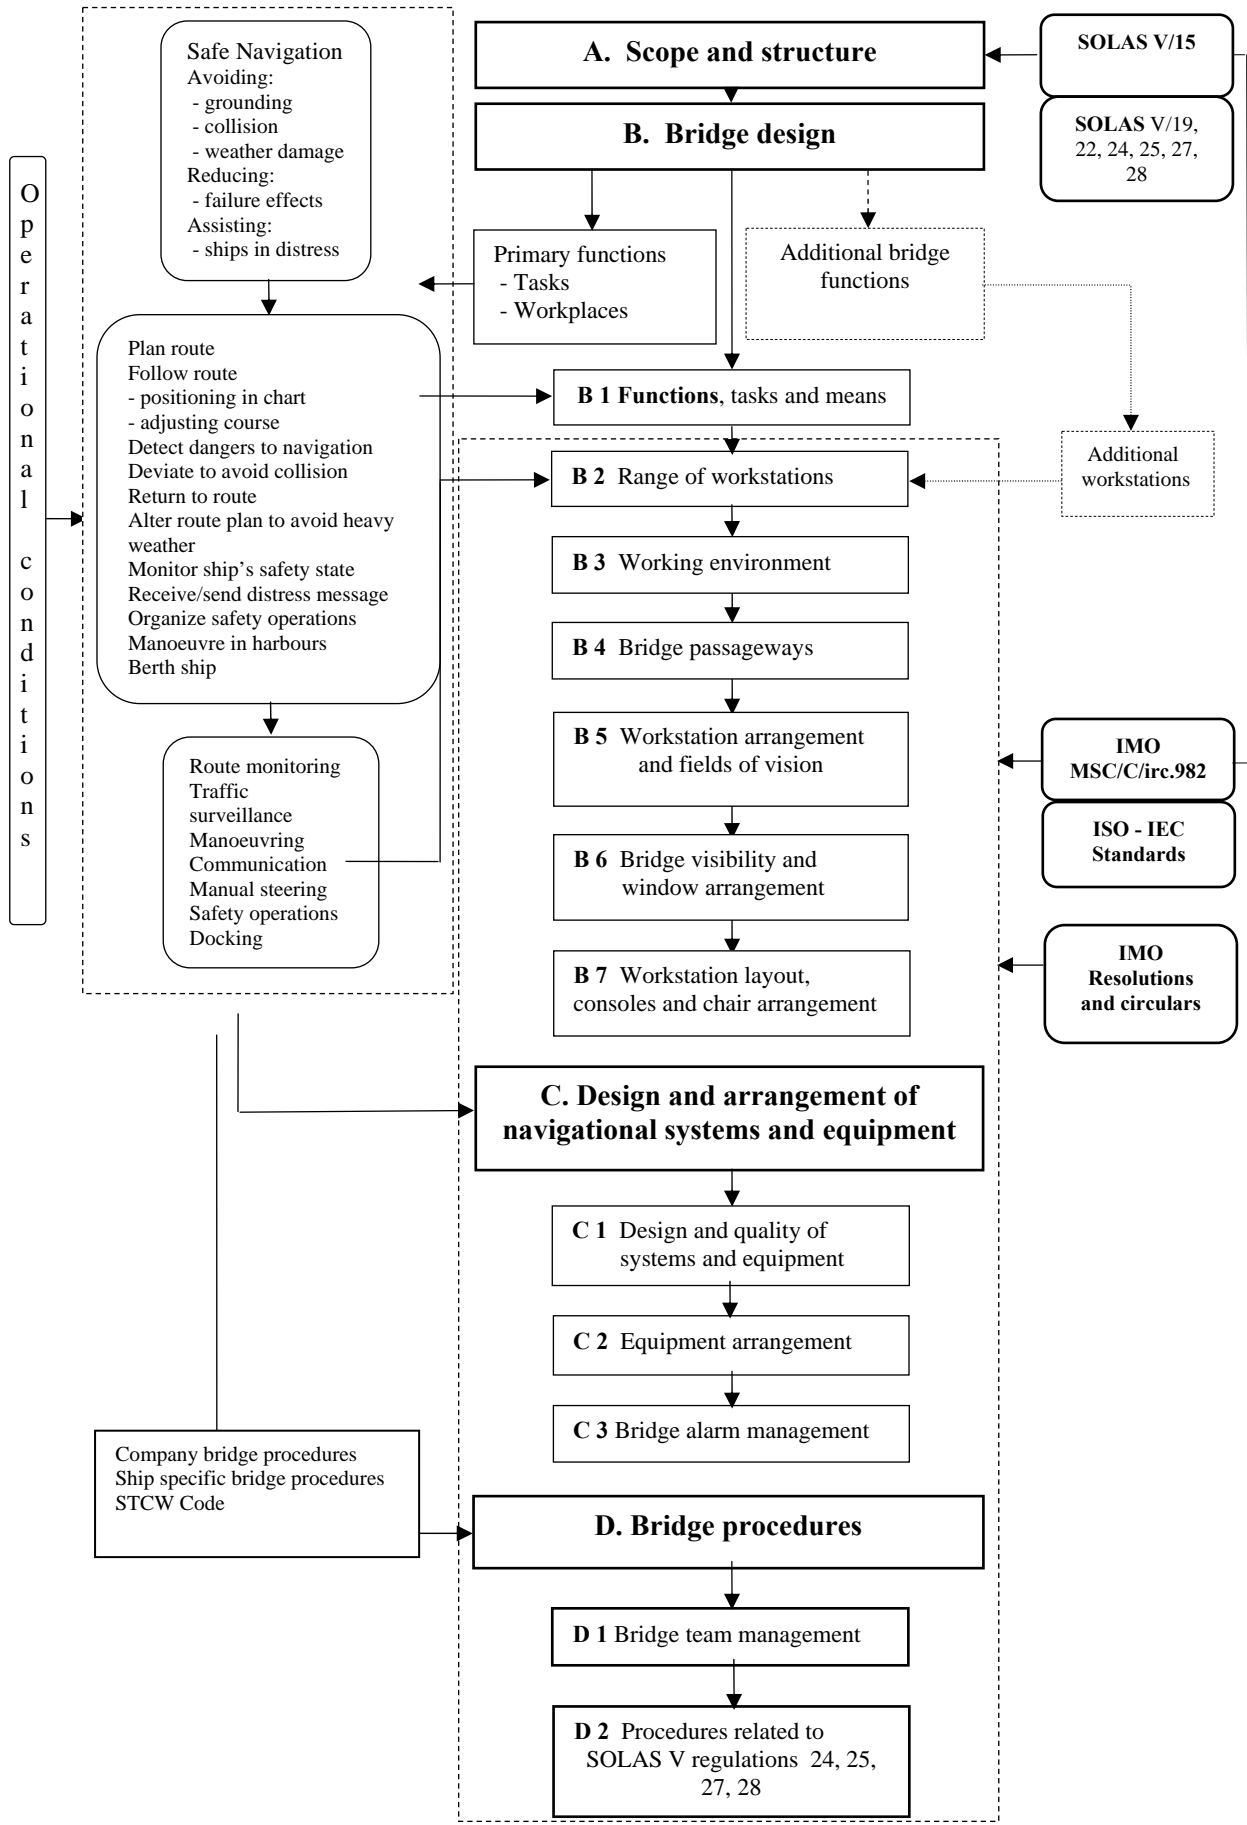 Operational conditions
Safe Navigation
Avoiding:
- grounding
- collision
- weather damage
Reducing:
- failure effects
Assisting:
- ships in distress
Plan route
Follow route
- positioning in chart
- adjusting course
Detect dangers to navigation
Deviate to avoid collision
Return to route
Alter route plan to avoid heavy
weather
Monitor ship's safety state
Receive/send distress message
Organize safety operations
Manoeuvre in harbours
Berth ship
Route monitoring
Traffic
surveillance
Manoeuvring
Communication
Manual steering
Safety operations
Docking
Company bridge procedures
Ship specific bridge procedures
STCW Code
A. Scope and structure
B. Bridge design
Primary functions
- Tasks
- Workplaces
Additional bridge
functions
Additional
workstations
B 1 Functions, tasks and means
B 2 Range of workstations
B 3 Working environment
B 4 Bridge passageways
B 5 Workstation arrangement
and fields of vision
B 6 Bridge visibility and
window arrangement
B 7 Workstation layout,
consoles and chair arrangement
C. Design and arrangement of
navigational systems and equipment
C 1 Design and quality of
systems and equipment
C 2 Equipment arrangement
C 3 Bridge alarm management
D. Bridge procedures
D 1 Bridge team management
D 2 Procedures related to
SOLAS V regulations 24, 25,
27, 28
SOLAS V/15
SOLAS V/19,
22, 24, 25, 27,
28
IMO
MSC/C/irc.982
ISO - IEC
Standards
IMO
Resolutions
and circulars